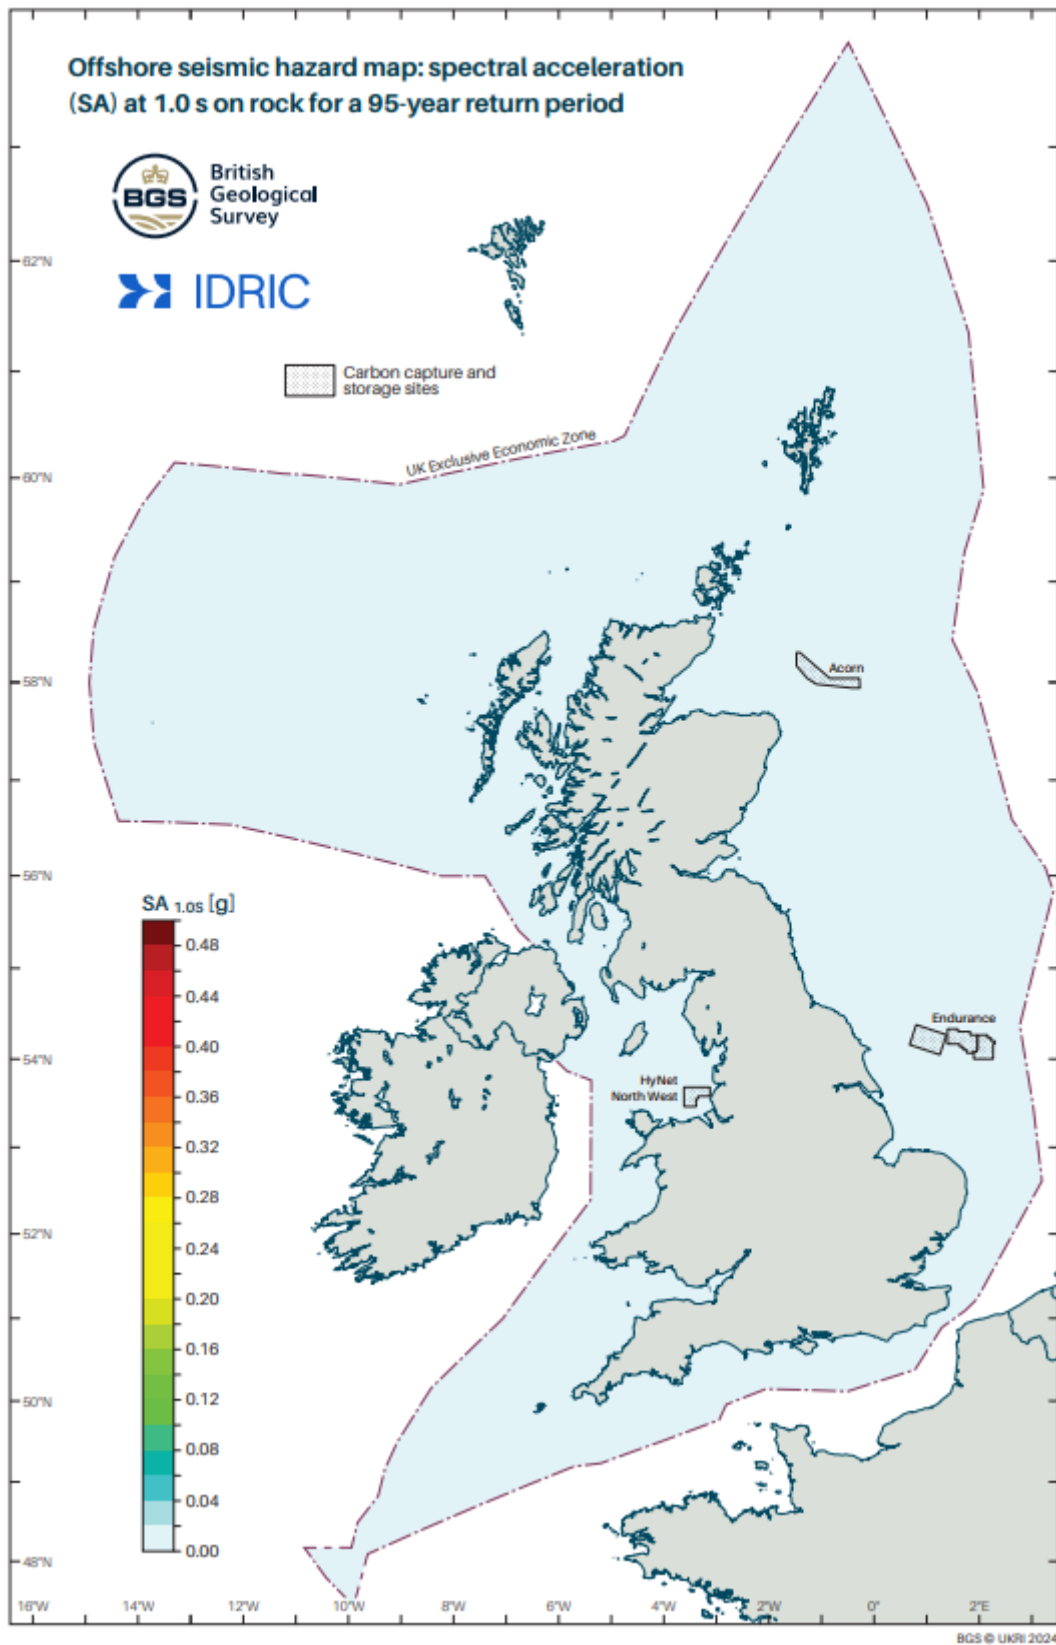 Offshore seismic hazard map: spectral acceleration
(SA) at 1.0 s on rock for a 95-year return period
BGS
British
Geological
Survey
IDRIC
Carbon capture and
storage sites
UK Exclusive Economic Zone
62°N
60°N
58°N
56°N
54°N
52°N
50°N
48°N
Acorn
Endurance
HyNet
North West
SA 1.0S [g]
0.48
0.44
0.40
0.36
0.32
0.28
0.24
0.20
0.16
0.12
0.08
0.04
0.00
16°W 14°W 12°W 10°W 8°W 6°W 4°W 2°W 0° 2°E
BGS © UKRI 2024